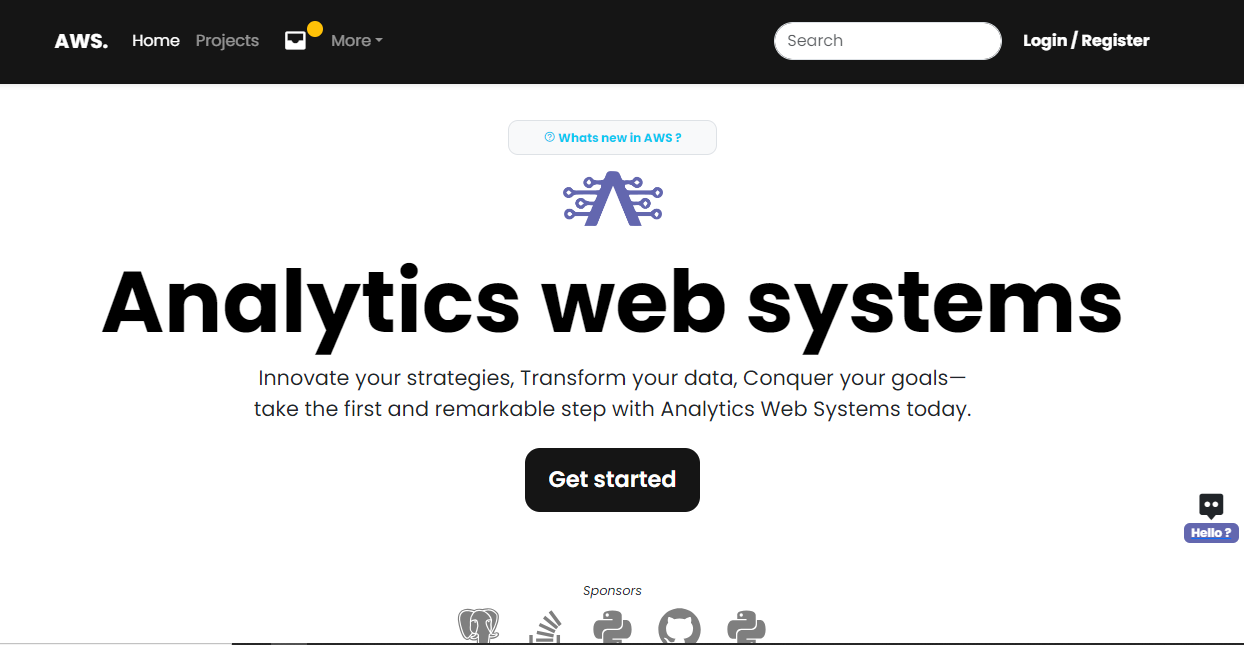 AWS. Home Projects More Search Login / Register
Whats new in AWS ?
Analytics web systems
Innovate your strategies, Transform your data, Conquer your goals—
take the first and remarkable step with Analytics Web Systems today.
Get started
Hello ?
Sponsors